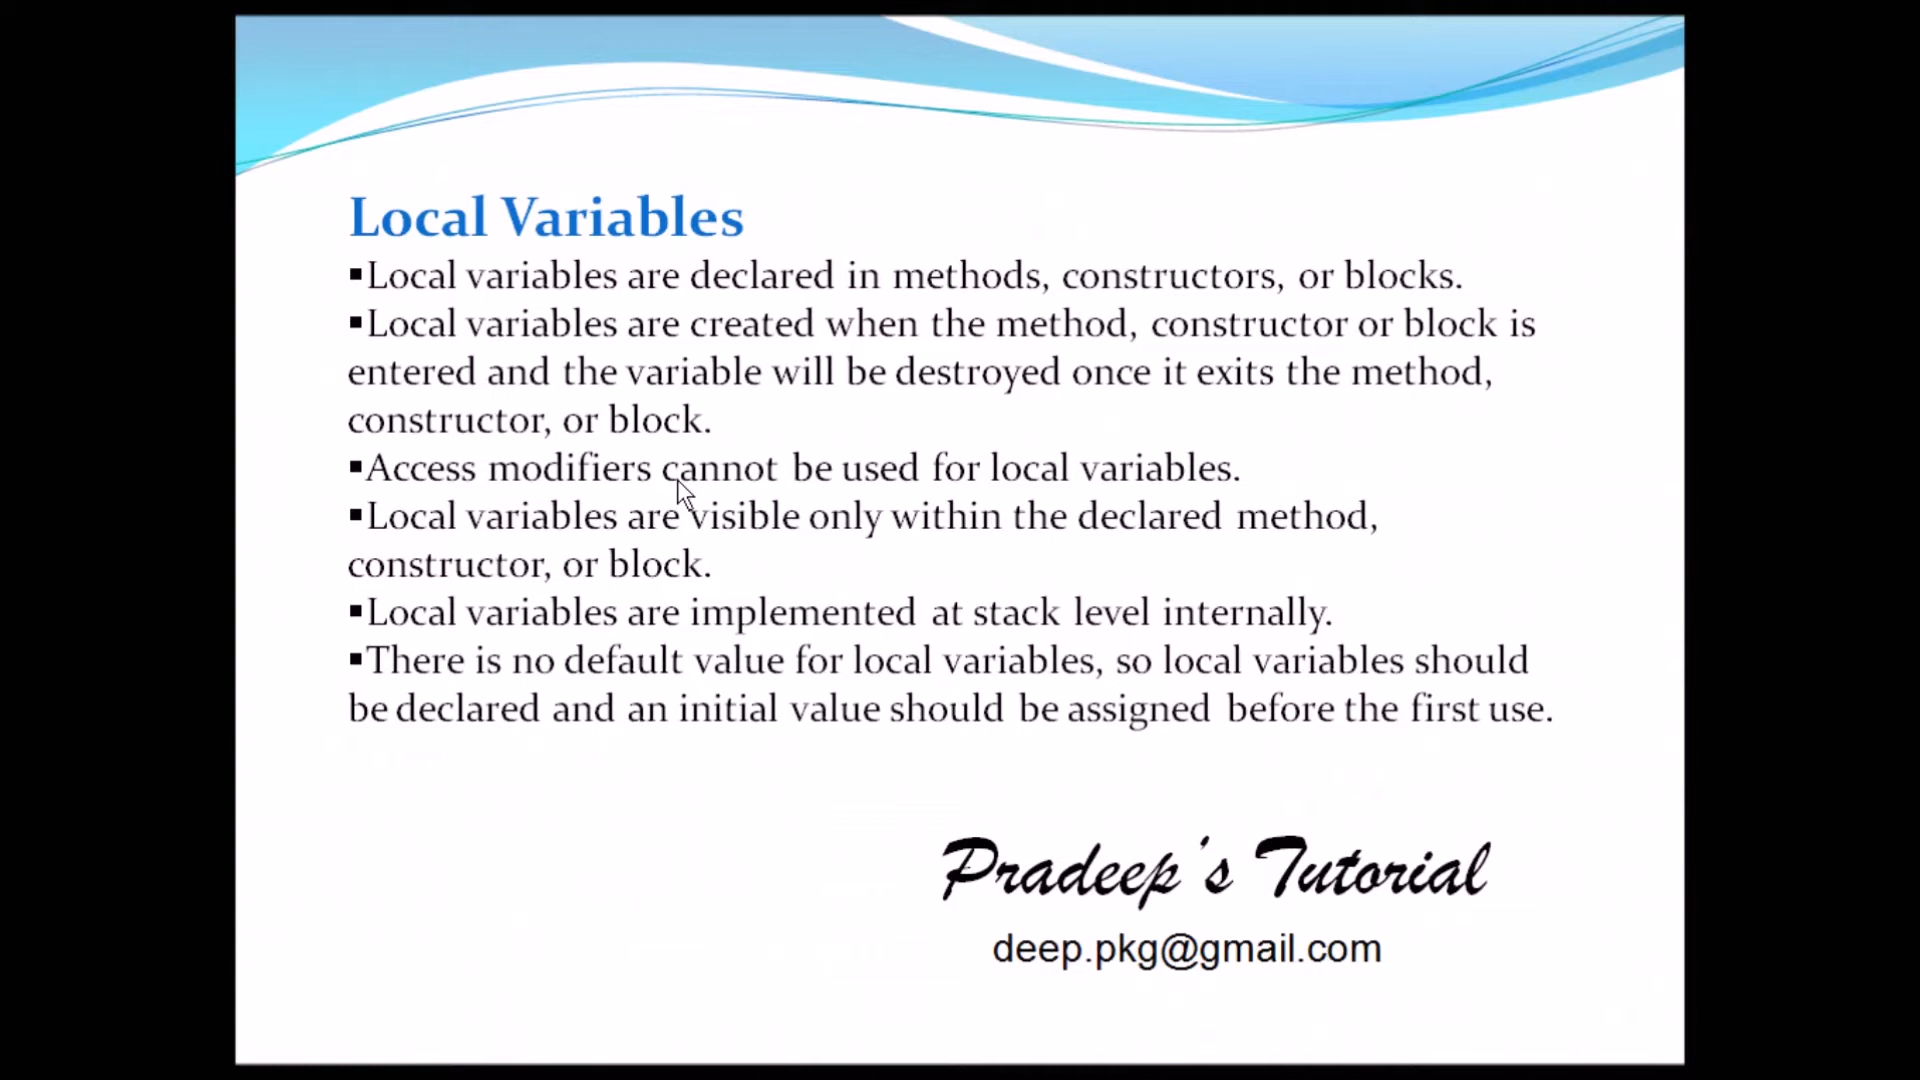 Local Variables
▪Local variables are declared in methods, constructors, or blocks.
▪Local variables are created when the method, constructor or block is
entered and the variable will be destroyed once it exits the method,
constructor, or block.
▪Access modifiers cannot be used for local variables.
▪Local variables are visible only within the declared method,
constructor, or block.
▪Local variables are implemented at stack level internally.
▪There is no default value for local variables, so local variables should
be declared and an initial value should be assigned before the first use.
Pradeep's Tutorial
deep.pkg@gmail.com